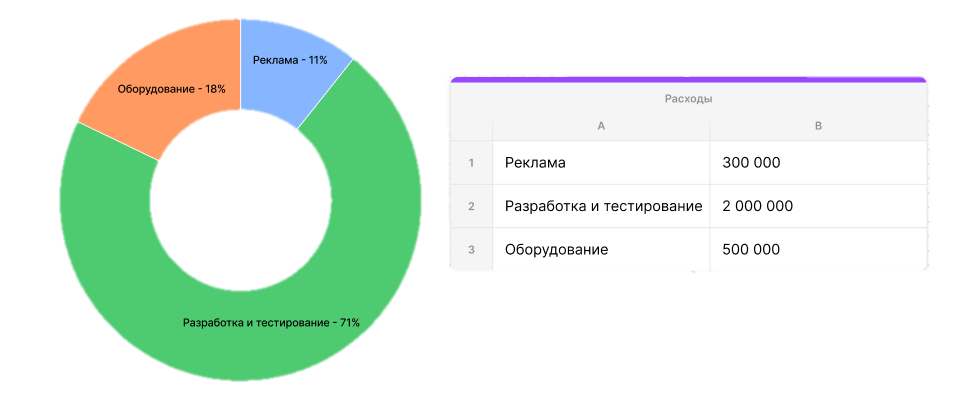 Реклама - 11%
Оборудование - 18%
Разработка и тестирование - 71%
Расходы
A B
1 Реклама 300 000
2 Разработка и тестирование 2 000 000
3 Оборудование 500 000